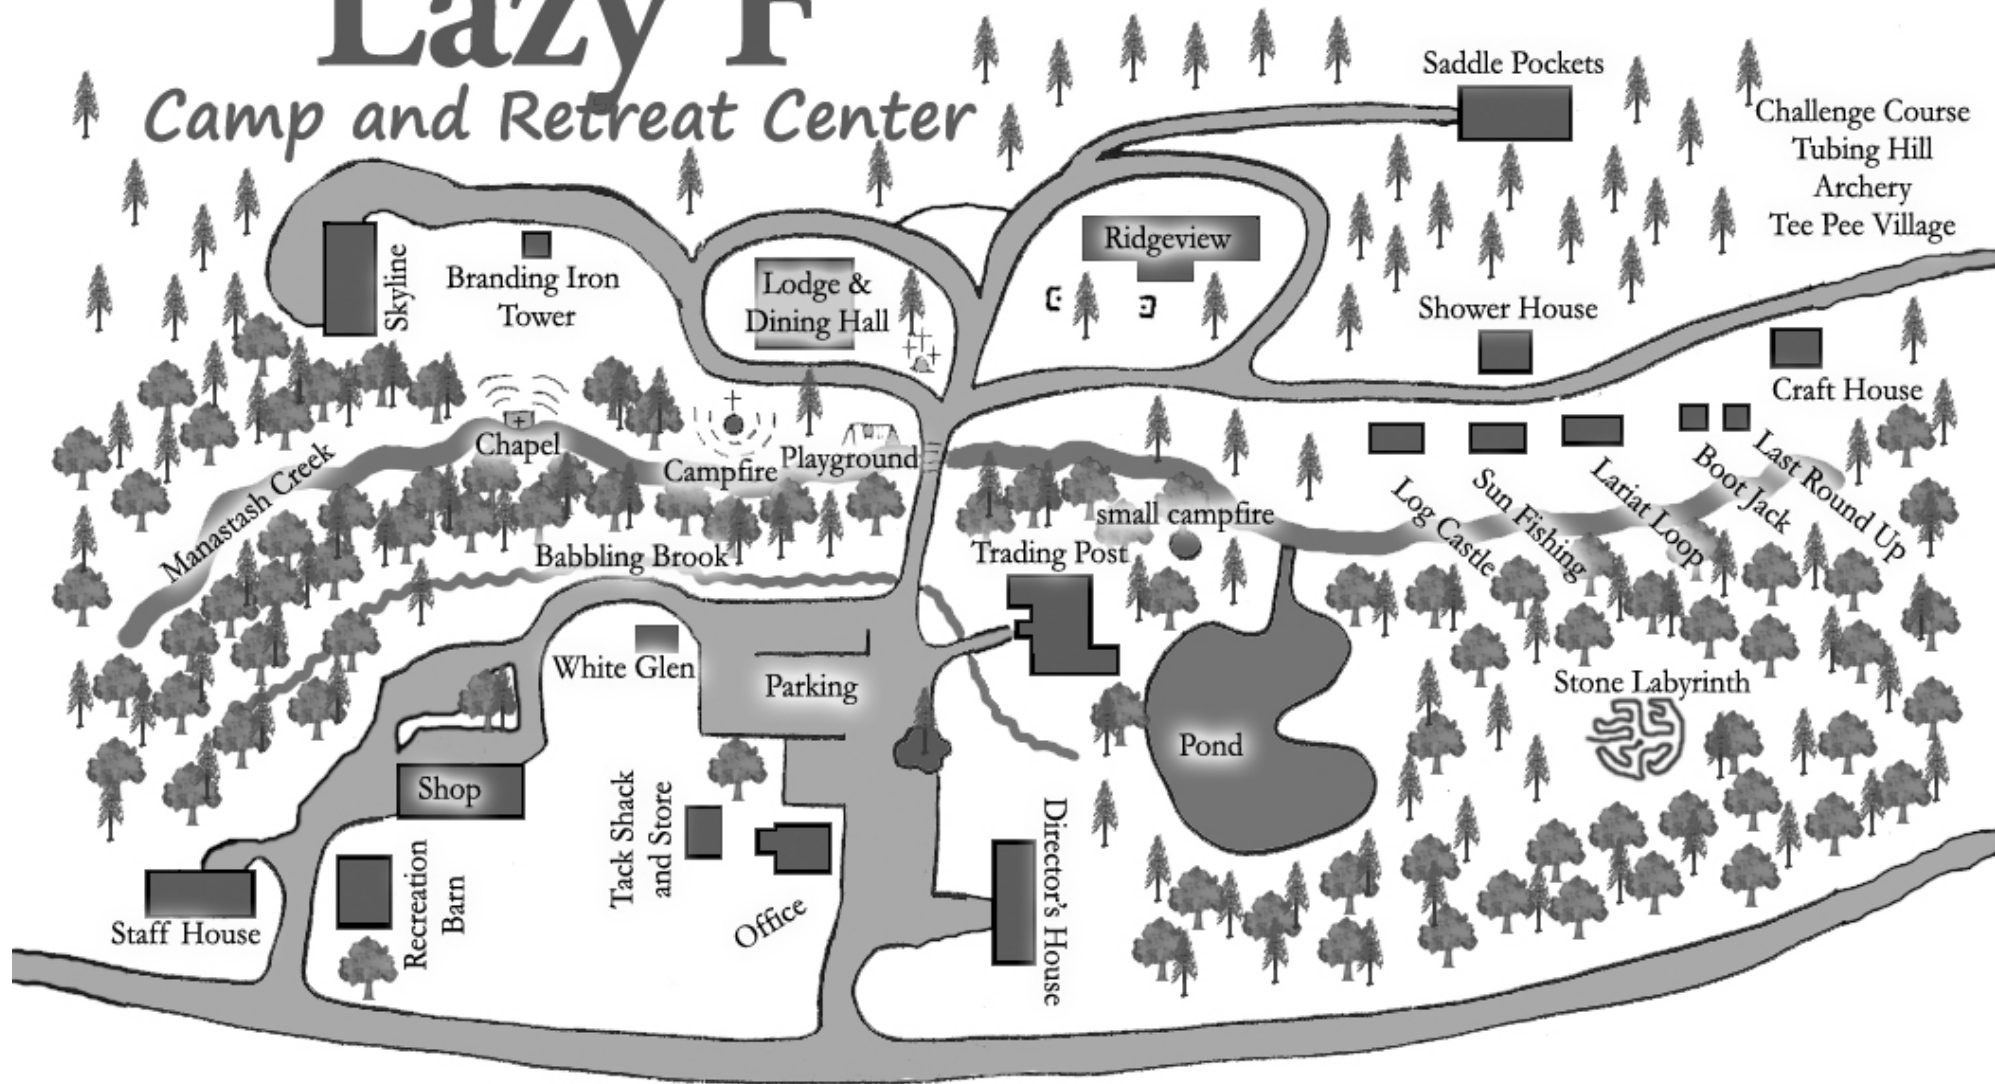 Lazy F
Camp and Retreat Center
Saddle Pockets
Challenge Course
Tubing Hill
Archery
Tee Pee Village
Ridgeview
Skyline
Branding Iron
Tower
Lodge &
Dining Hall
Shower House
Craft House
Chapel
Campfire
Playground
Manastash Creek
Log Castle
Sun Fishing
Lariat Loop
Boot Jack
Last Round Up
small campfire
Babbling Brook
Trading Post
White Glen
Parking
Stone Labyrinth
Pond
Shop
Tack Shack
and Store
Office
Director's House
Recreation
Barn
Staff House